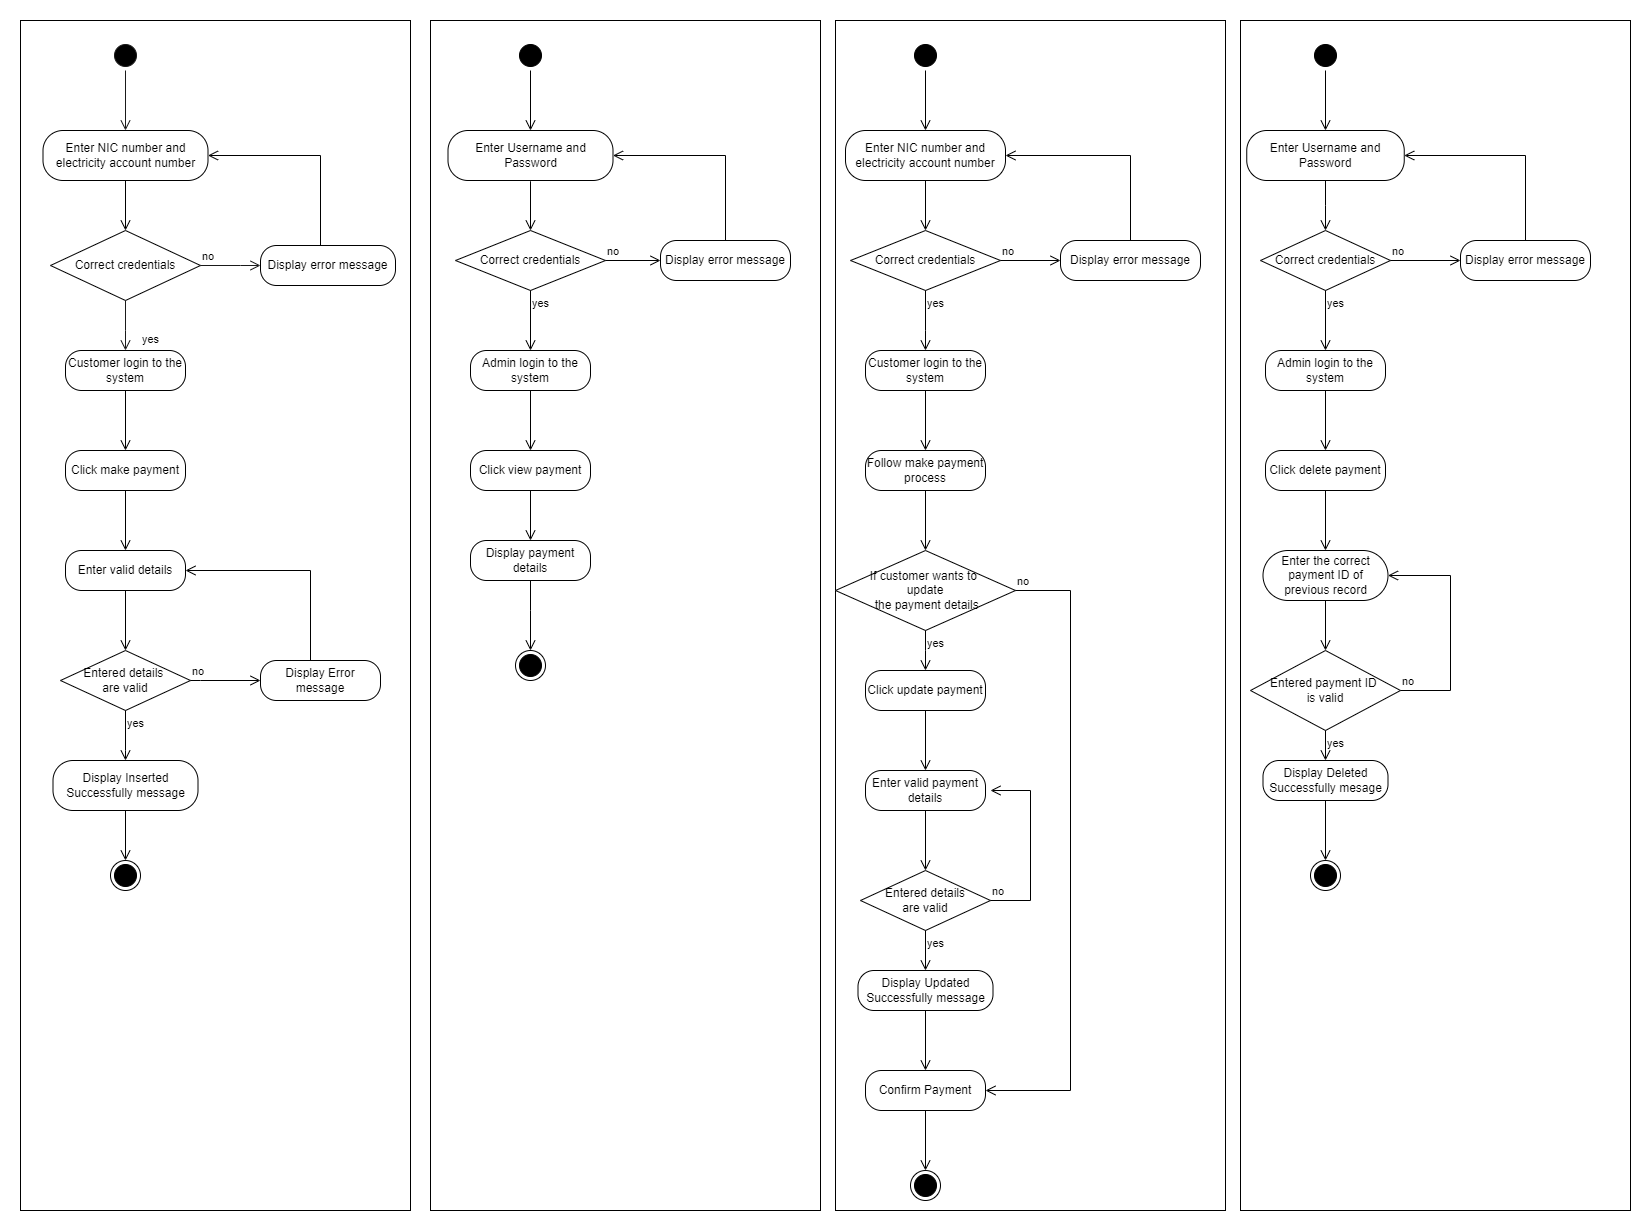 Enter NIC number and
electricity account number
Correct credentials
no
Display error message
yes
Customer login to the
system
Click make payment
Enter valid details
Entered details
are valid
no
Display Error
message
yes
Display Inserted
Successfully message
Enter Username and
Password
Correct credentials
no
Display error message
yes
Admin login to the
system
Click view payment
Display payment
details
Enter NIC number and
electricity account number
Correct credentials
no
Display error message
yes
Customer login to the
system
Follow make payment
process
If customer wants to
update
the payment details
no
yes
Click update payment
Enter valid payment
details
Entered details
are valid
no
yes
Display Updated
Successfully message
Confirm Payment
Enter Username and
Password
Correct credentials
no
Display error message
yes
Admin login to the
system
Click delete payment
Enter the correct
payment ID of
previous record
Entered payment ID
is valid
no
yes
Display Deleted
Successfully mesage